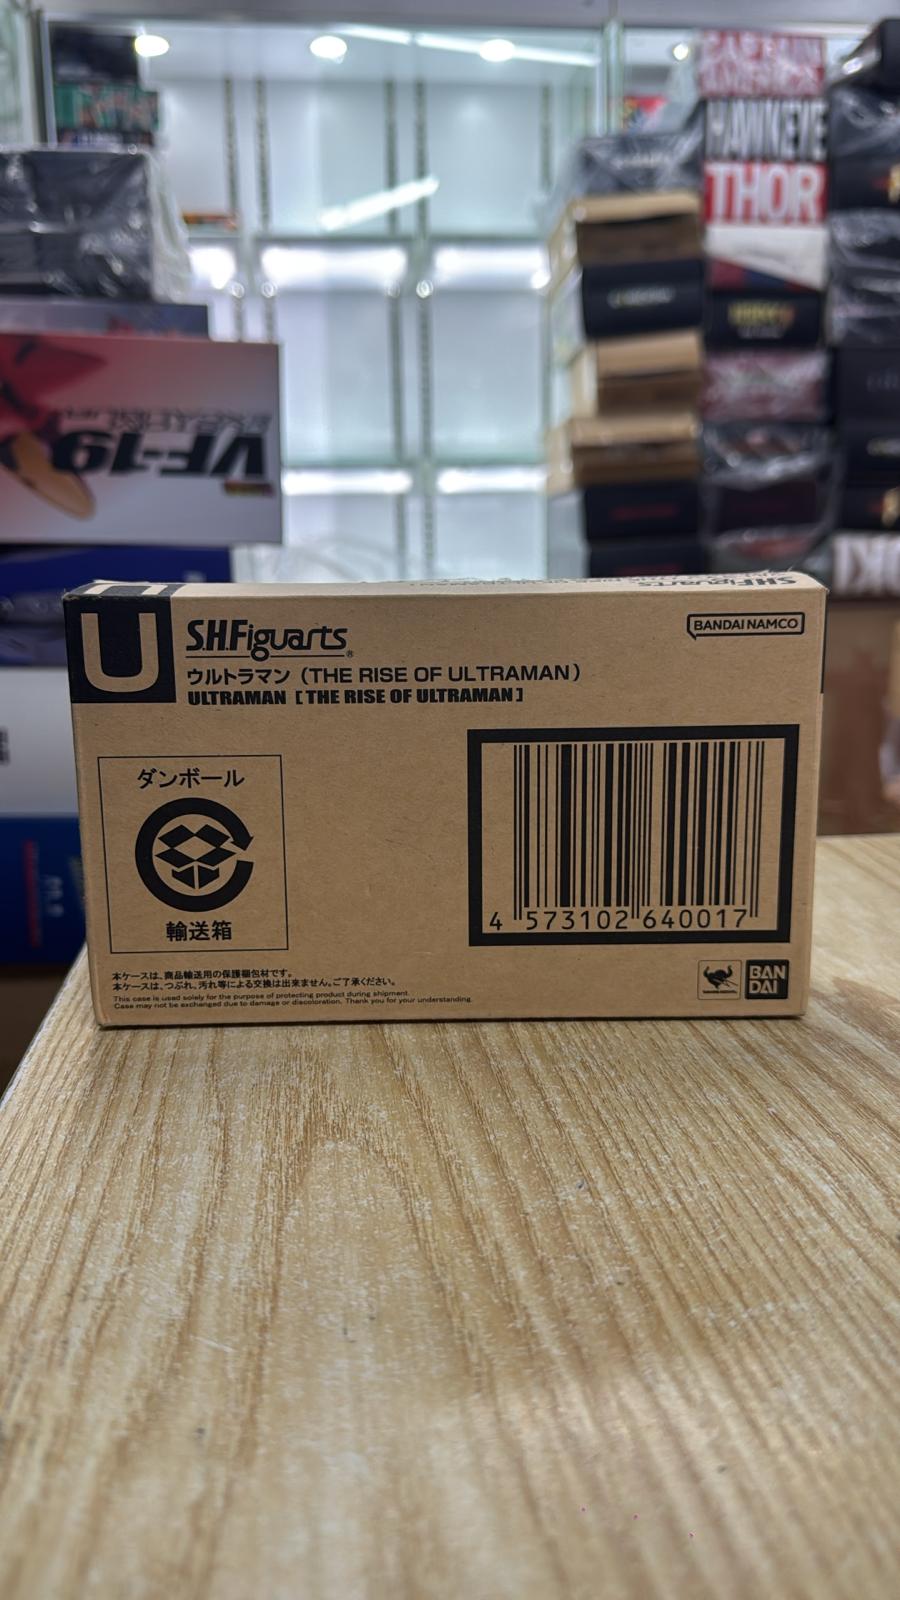 CAPTAIN
AMERICA
HAWKEYE
THOR
VF-19
U
S.H.Figuarts
S.H.Figuarts®
BANDAI NAMCO
ウルトラマン（THE RISE OF ULTRAMAN）
ULTRAMAN [THE RISE OF ULTRAMAN]
ダンボール
輸送箱
4 573102 640017
本ケースは、商品輸送用の保護梱包材です。
本ケースは、つぶれ、汚れ等による交換は出来ません。ご了承ください。
This case is used solely for the purpose of protecting product during shipment.
Case may not be exchanged due to damage or discoloration. Thank you for your understanding.
BAN
DAI